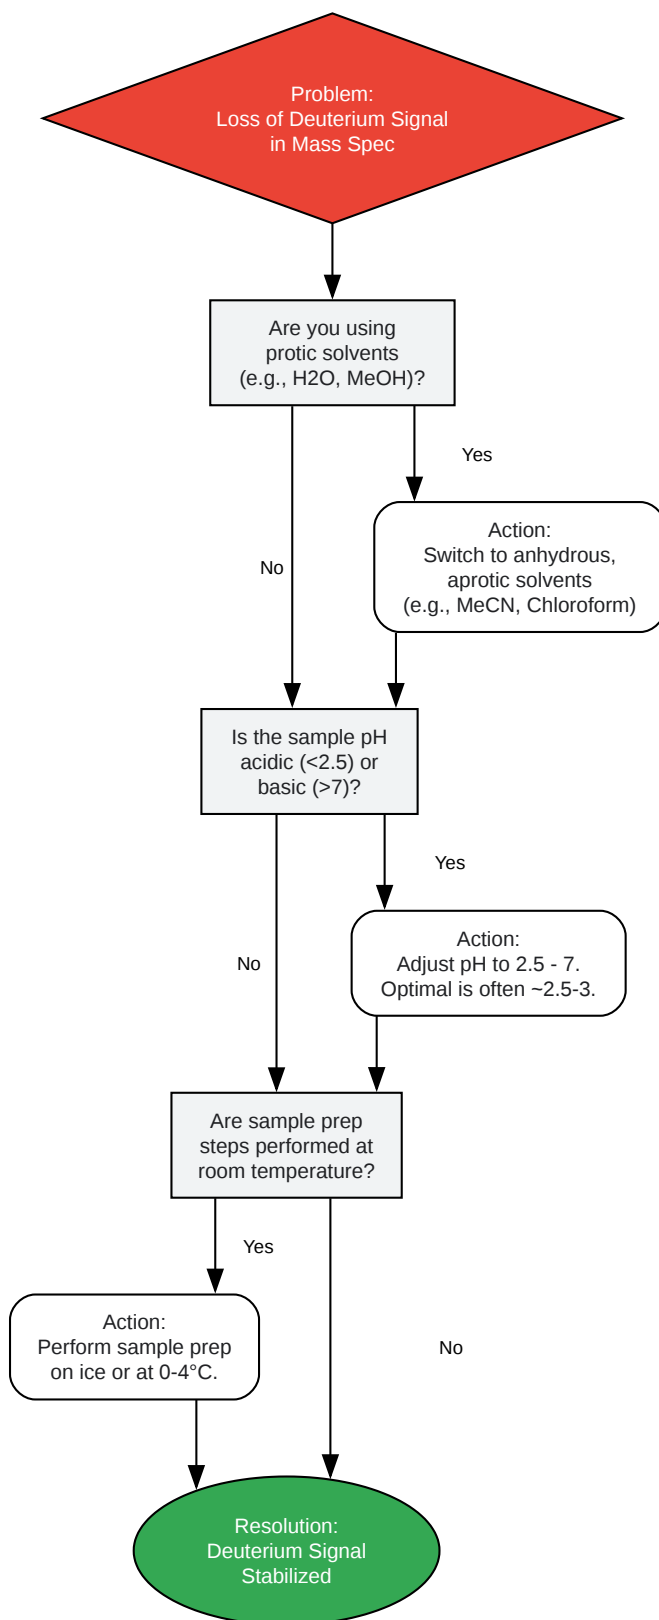 Problem:
Loss of Deuterium Signal
in Mass Spec
Are you using
protic solvents
(e.g., H2O, MeOH)?
Yes
Action:
Switch to anhydrous,
aprotic solvents
(e.g., MeCN, Chloroform)
No
Is the sample pH
acidic (<2.5) or
basic (>7)?
Yes
Action:
Adjust pH to 2.5 - 7.
Optimal is often ~2.5-3.
No
Are sample prep
steps performed at
room temperature?
Yes
Action:
Perform sample prep
on ice or at 0-4°C.
No
Resolution:
Deuterium Signal
Stabilized